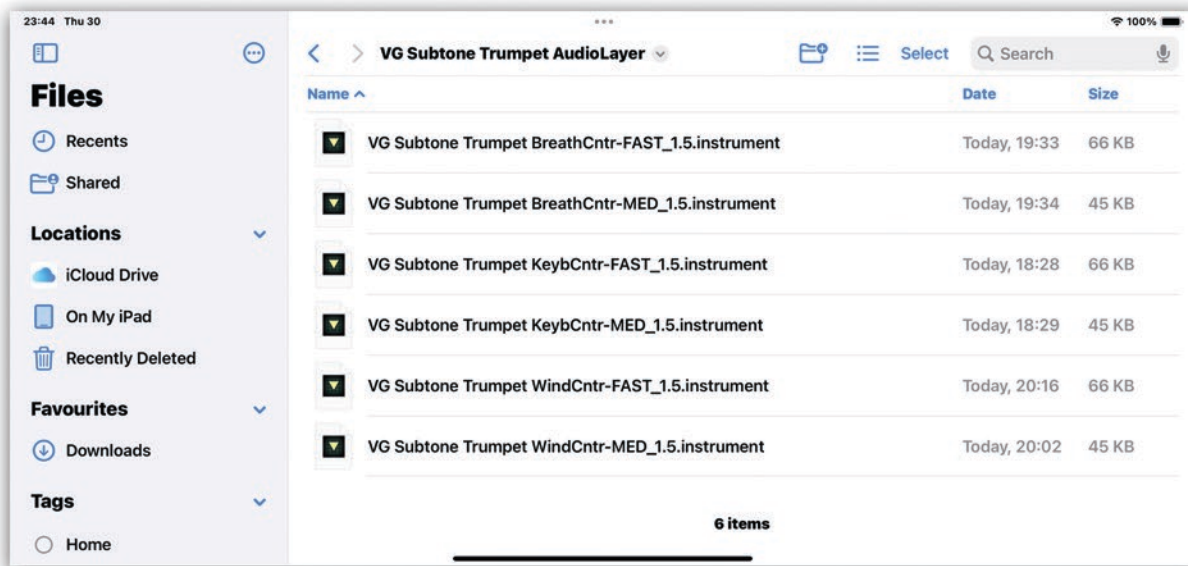 23:44 Thu 30
100%
Files
Recents
Shared
Locations
iCloud Drive
On My iPad
Recently Deleted
Favourites
Downloads
Tags
Home
VG Subtone Trumpet AudioLayer
Select
Search
Name Date Size
VG Subtone Trumpet BreathCntr-FAST_1.5.instrument Today, 19:33 66 KB
VG Subtone Trumpet BreathCntr-MED_1.5.instrument Today, 19:34 45 KB
VG Subtone Trumpet KeybCntr-FAST_1.5.instrument Today, 18:28 66 KB
VG Subtone Trumpet KeybCntr-MED_1.5.instrument Today, 18:29 45 KB
VG Subtone Trumpet WindCntr-FAST_1.5.instrument Today, 20:16 66 KB
VG Subtone Trumpet WindCntr-MED_1.5.instrument Today, 20:02 45 KB
6 items